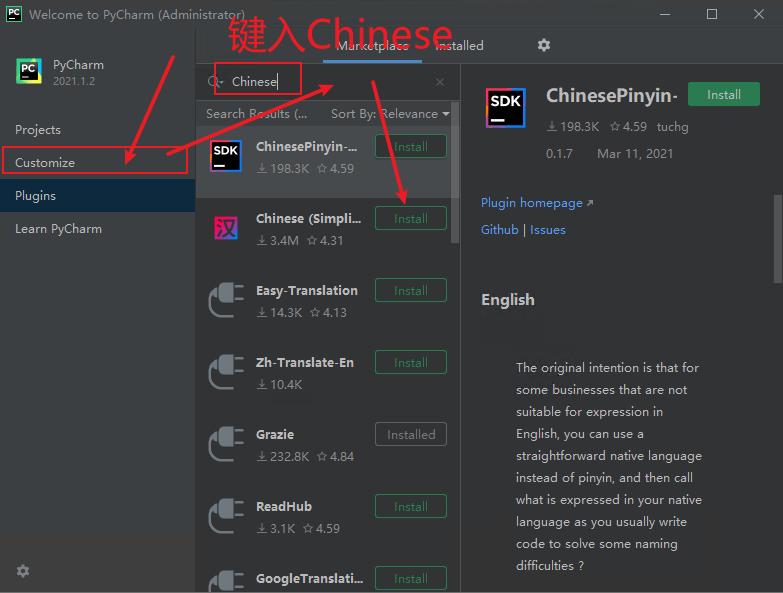 Welcome to PyCharm (Administrator)
键入Chinese
PC
PyCharm
2021.1.2
Projects
Customize
Plugins
Learn PyCharm
Marketplace
Installed
Chinese
Search Results (...
Sort By: Relevance
SDK
ChinesePinyin-...
198.3K
4.59
Install
汉
Chinese (Simpli...
3.4M
4.31
Install
Easy-Translation
14.3K
4.13
Install
Zh-Translate-En
10.4K
Install
Grazie
232.8K
4.84
Installed
ReadHub
3.1K
4.59
Install
GoogleTranslati...
Install
SDK
ChinesePinyin-
Install
198.3K
4.59
tuchg
0.1.7
Mar 11, 2021
Plugin homepage
Github | Issues
English
The original intention is that for
some businesses that are not
suitable for expression in
English, you can use a
straightforward native language
instead of pinyin, and then call
what is expressed in your native
language as you usually write
code to solve some naming
difficulties ?